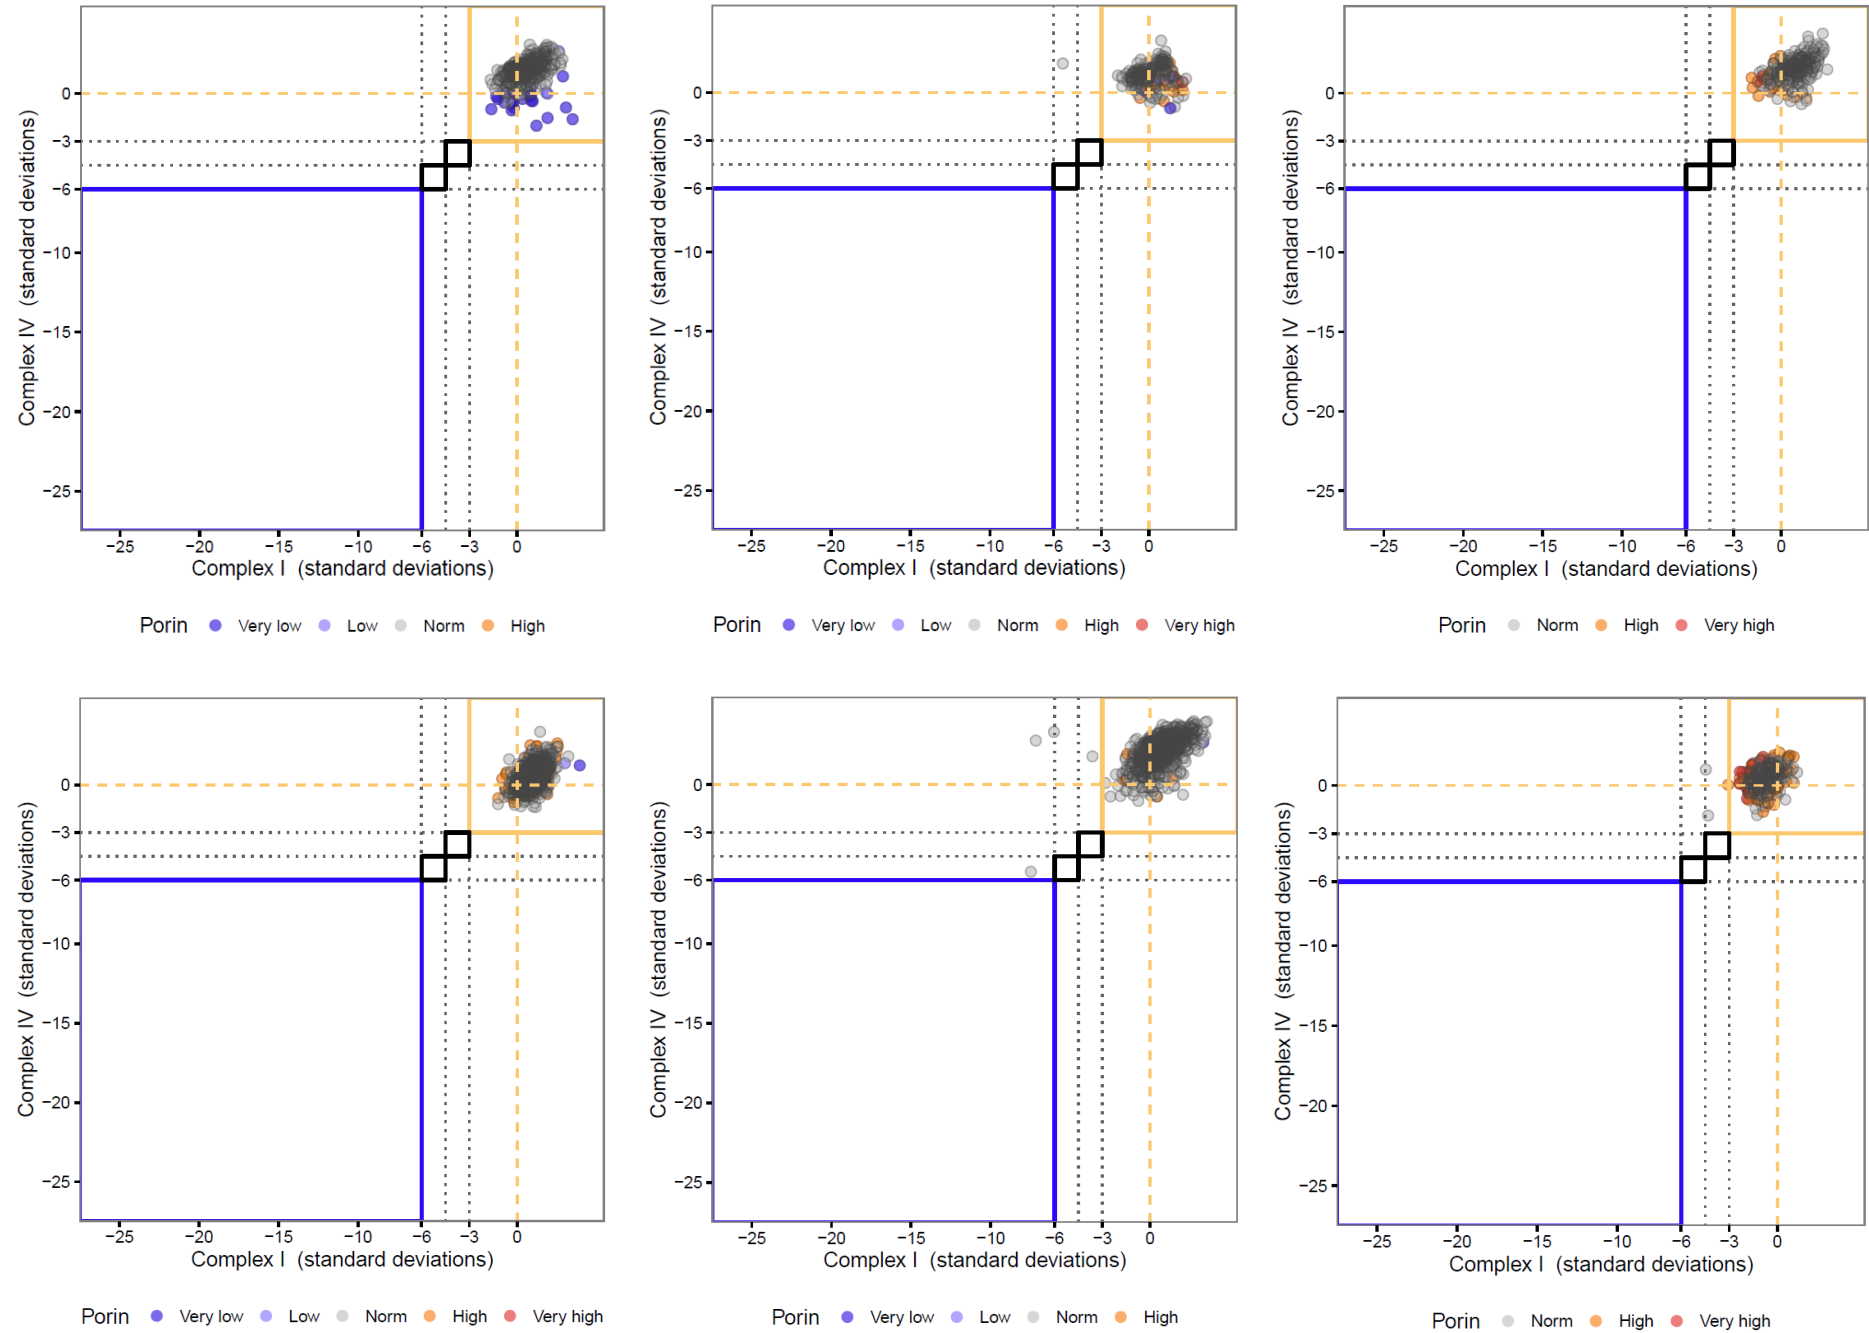 0
−3
−6
−10
−15
−20
−25
Complex IV (standard deviations)
−25 −20 −15 −10 −6 −3 0
Complex I (standard deviations)
Porin Very low Low Norm High
0
−3
−6
−10
−15
−20
−25
Complex IV (standard deviations)
−25 −20 −15 −10 −6 −3 0
Complex I (standard deviations)
Porin Very low Low Norm High Very high
0
−3
−6
−10
−15
−20
−25
Complex IV (standard deviations)
−25 −20 −15 −10 −6 −3 0
Complex I (standard deviations)
Porin Norm High Very high
0
−3
−6
−10
−15
−20
−25
Complex IV (standard deviations)
−25 −20 −15 −10 −6 −3 0
Complex I (standard deviations)
Porin Very low Low Norm High Very high
0
−3
−6
−10
−15
−20
−25
Complex IV (standard deviations)
−25 −20 −15 −10 −6 −3 0
Complex I (standard deviations)
Porin Very low Low Norm High
0
−3
−6
−10
−15
−20
−25
Complex IV (standard deviations)
−25 −20 −15 −10 −6 −3 0
Complex I (standard deviations)
Porin Norm High Very high